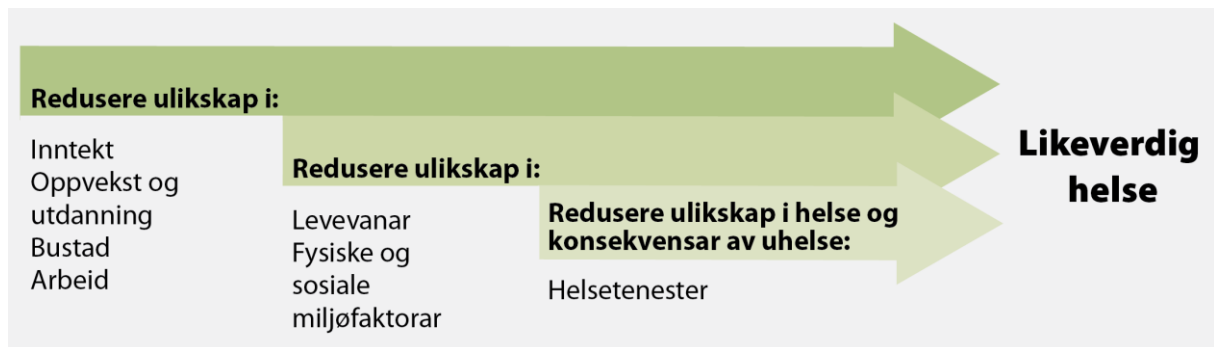 Redusere ulikskap i:
Inntekt
Oppvekst og
utdanning
Bustad
Arbeid
Redusere ulikskap i:
Levevanar
Fysiske og
sosiale
miljøfaktorar
Redusere ulikskap i helse og
konsekvensar av uhelse:
Helsetenester
Likeverdig
helse